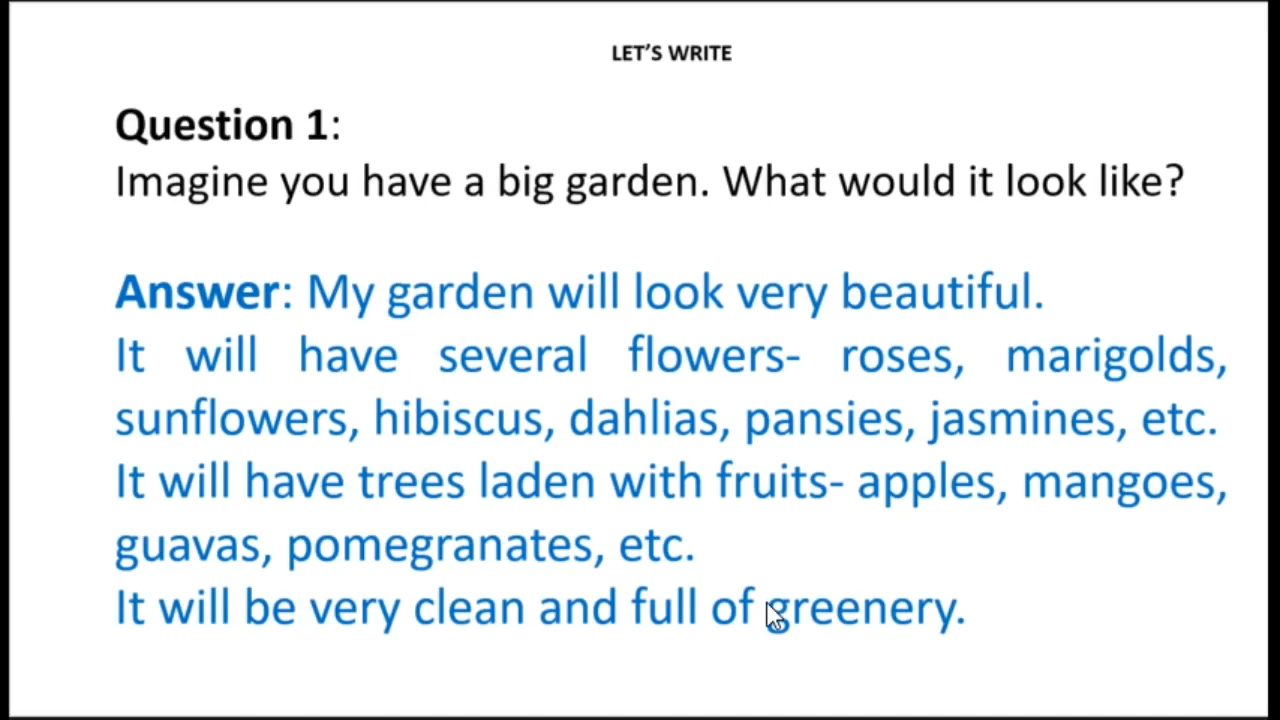 LET’S WRITE
Question 1:
Imagine you have a big garden. What would it look like?
Answer: My garden will look very beautiful.
It will have several flowers- roses, marigolds,
sunflowers, hibiscus, dahlias, pansies, jasmines, etc.
It will have trees laden with fruits- apples, mangoes,
guavas, pomegranates, etc.
It will be very clean and full of greenery.